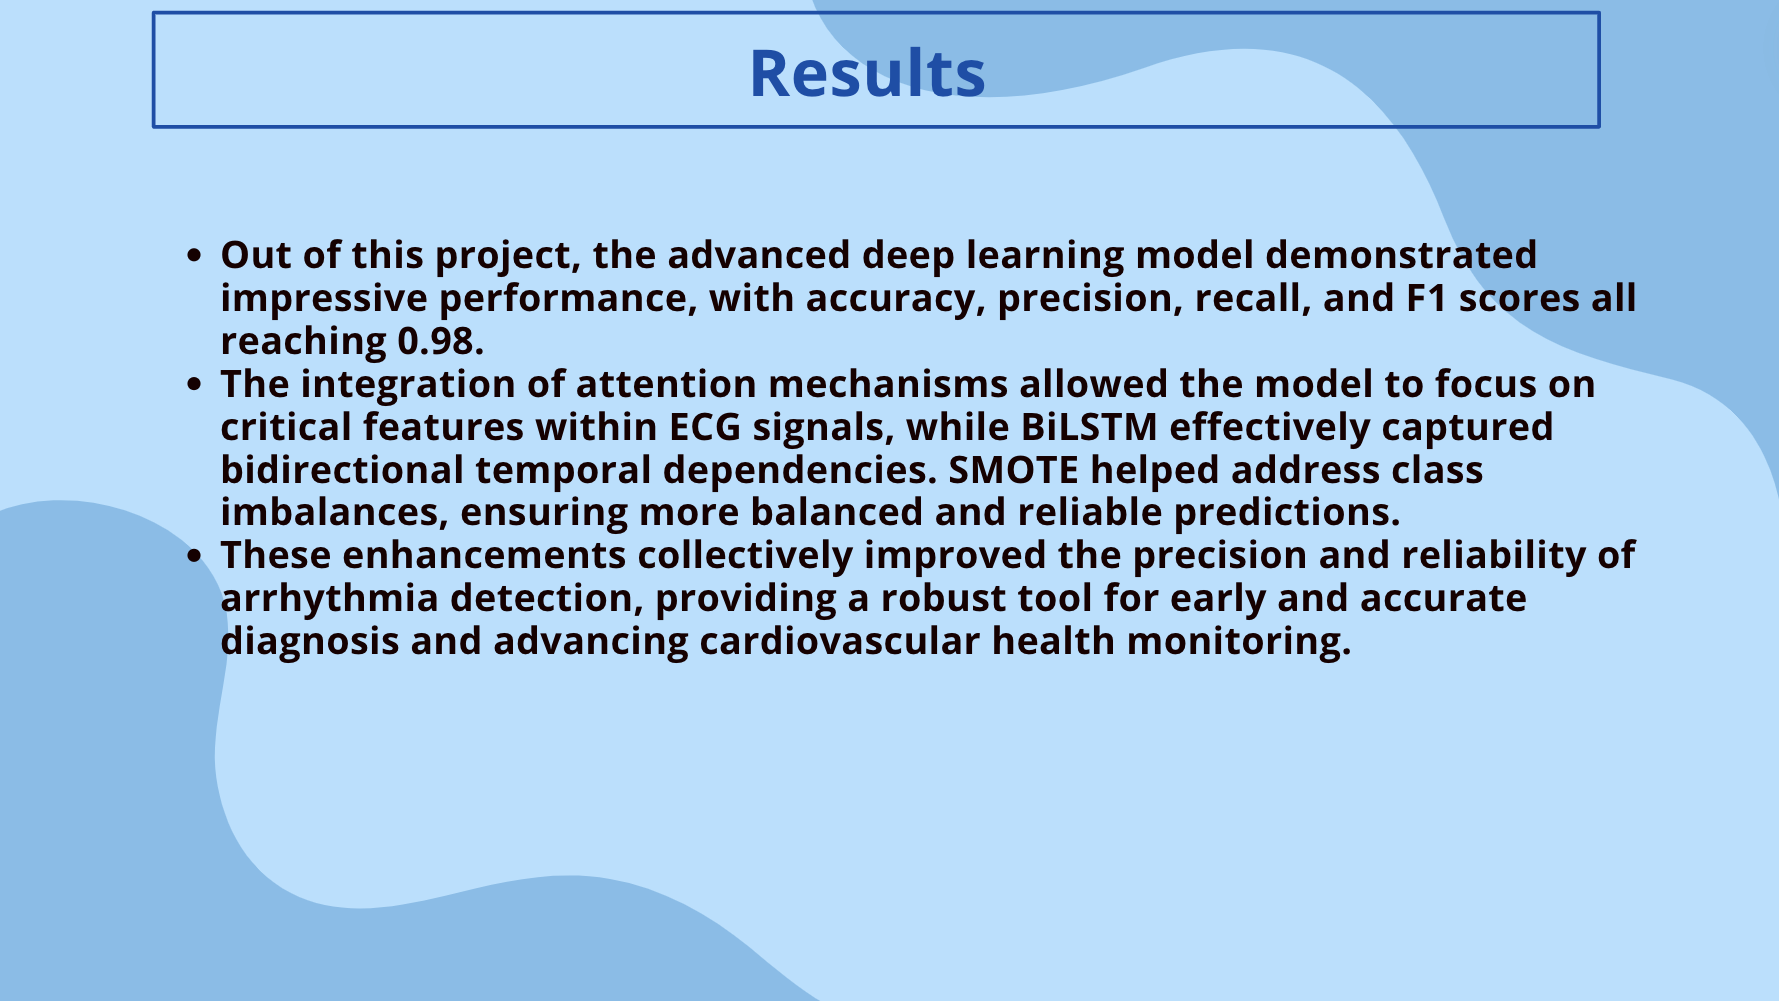 Results
• Out of this project, the advanced deep learning model demonstrated
impressive performance, with accuracy, precision, recall, and F1 scores all
reaching 0.98.
• The integration of attention mechanisms allowed the model to focus on
critical features within ECG signals, while BiLSTM effectively captured
bidirectional temporal dependencies. SMOTE helped address class
imbalances, ensuring more balanced and reliable predictions.
• These enhancements collectively improved the precision and reliability of
arrhythmia detection, providing a robust tool for early and accurate
diagnosis and advancing cardiovascular health monitoring.